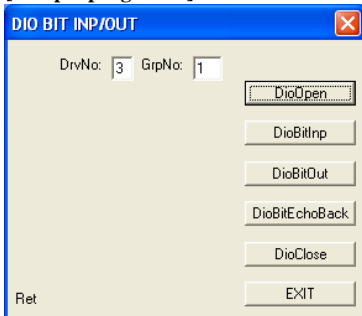 DIO BIT INP/OUT
DrvNo: 3 GrpNo: 1
DioOpen
DioBitInp
DioBitOut
DioBitEchoBack
DioClose
Ret EXIT